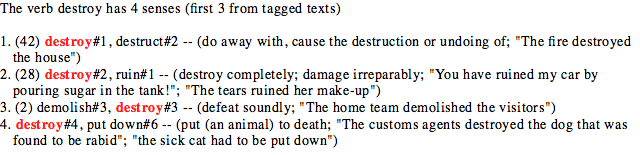 The verb destroy has 4 senses (first 3 from tagged texts)
1. (42) destroy#1, destruct#2 -- (do away with, cause the destruction or undoing of; "The fire destroyed
the house")
2. (28) destroy#2, ruin#1 -- (destroy completely; damage irreparably; "You have ruined my car by
pouring sugar in the tank!"; "The tears ruined her make-up")
3. (2) demolish#3, destroy#3 -- (defeat soundly; "The home team demolished the visitors")
4. destroy#4, put down#6 -- (put (an animal) to death; "The customs agents destroyed the dog that was
found to be rabid"; "the sick cat had to be put down")